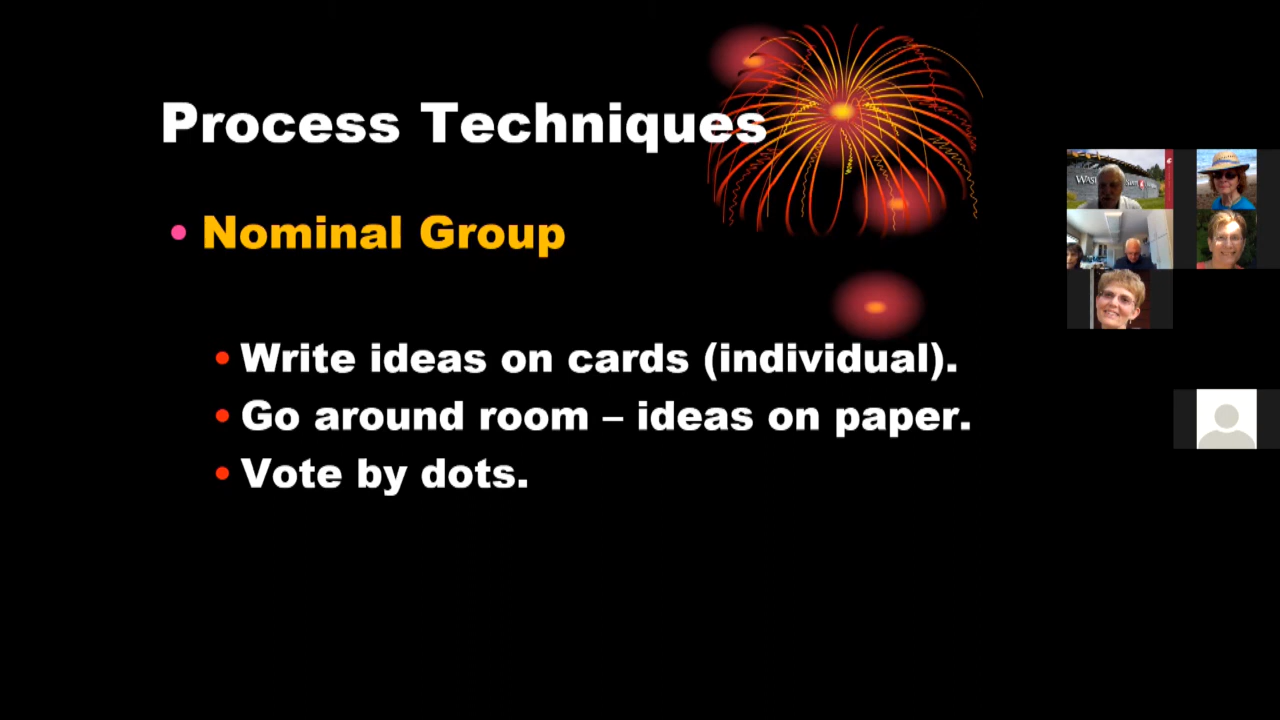 Process Techniques
• Nominal Group
• Write ideas on cards (individual).
• Go around room – ideas on paper.
• Vote by dots.